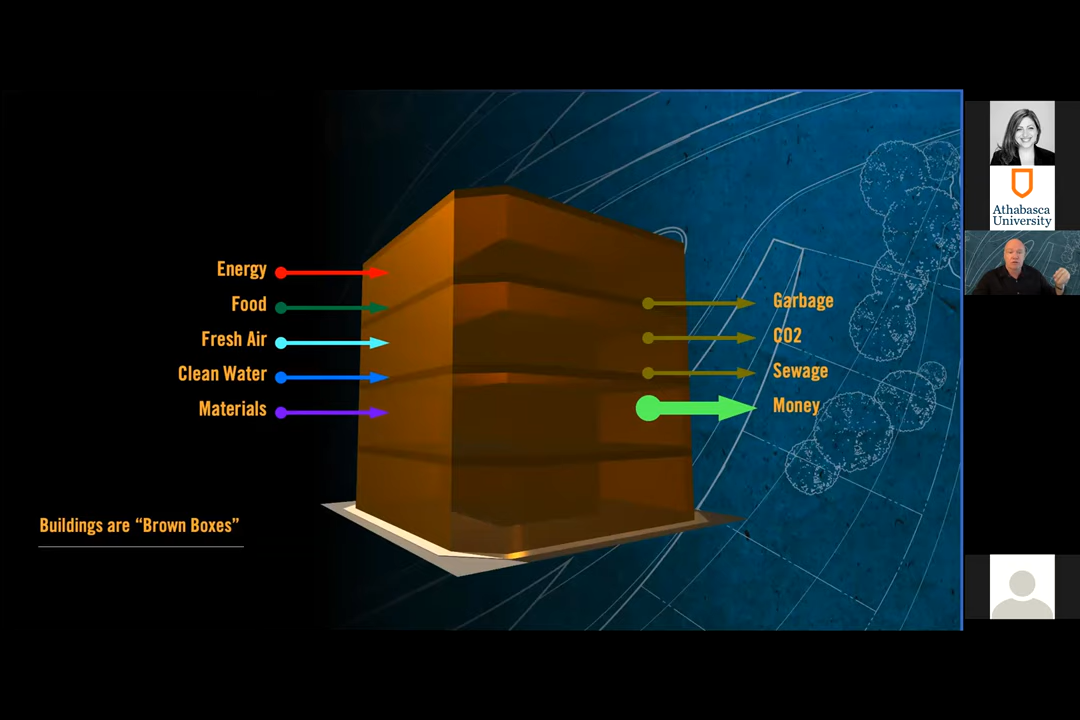 Energy
Food
Fresh Air
Clean Water
Materials
Garbage
CO2
Sewage
Money
Buildings are “Brown Boxes”
Athabasca
University